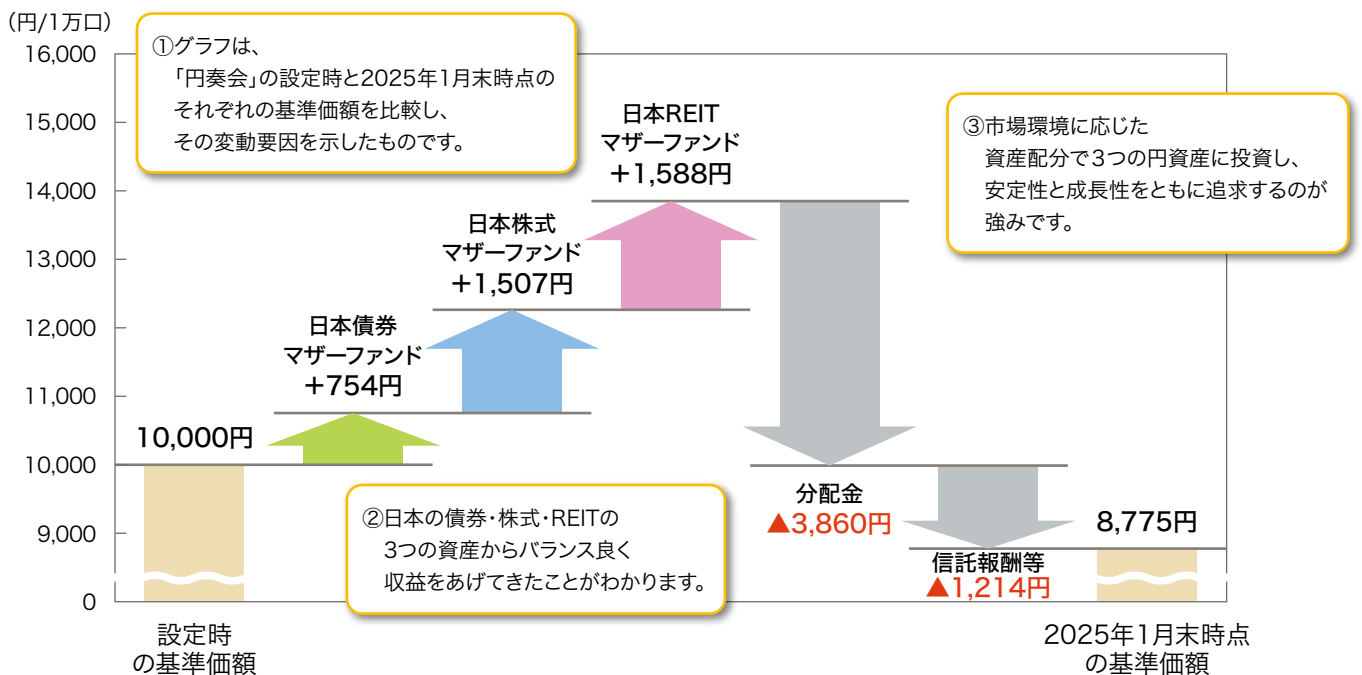 (円/1万口)
16,000
15,000
14,000
13,000
12,000
11,000
10,000
9,000
0
①グラフは、
「円奏会」の設定時と2025年1月末時点の
それぞれの基準価額を比較し、
その変動要因を示したものです。
10,000円
日本債券
マザーファンド
+754円
日本株式
マザーファンド
+1,507円
日本REIT
マザーファンド
+1,588円
③市場環境に応じた
資産配分で3つの円資産に投資し、
安定性と成長性をともに追求するのが
強みです。
②日本の債券・株式・REITの
3つの資産からバランス良く
収益をあげてきたことがわかります。
分配金
▲3,860円
信託報酬等
▲1,214円
8,775円
設定時
の基準価額
2025年1月末時点
の基準価額